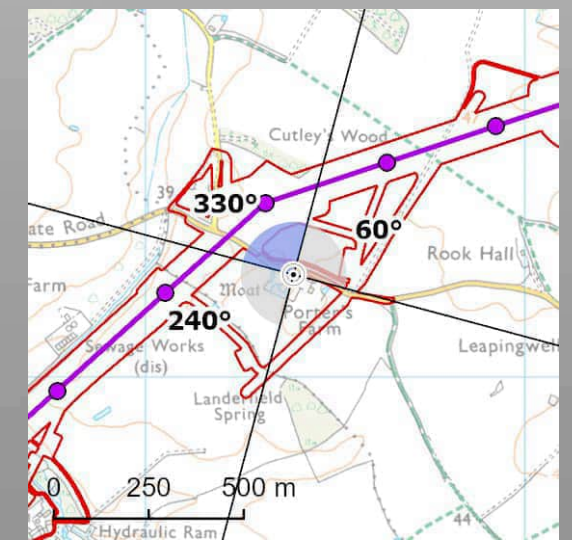 Cutley's Wood
39
330°
60°
ate Road
Rook Hall
Farm
Moat
Porter's
Farm
240°
Sewage Works
(dis)
Leapingwel
Landerfield
Spring
0 250 500 m
44
Hydraulic Ram